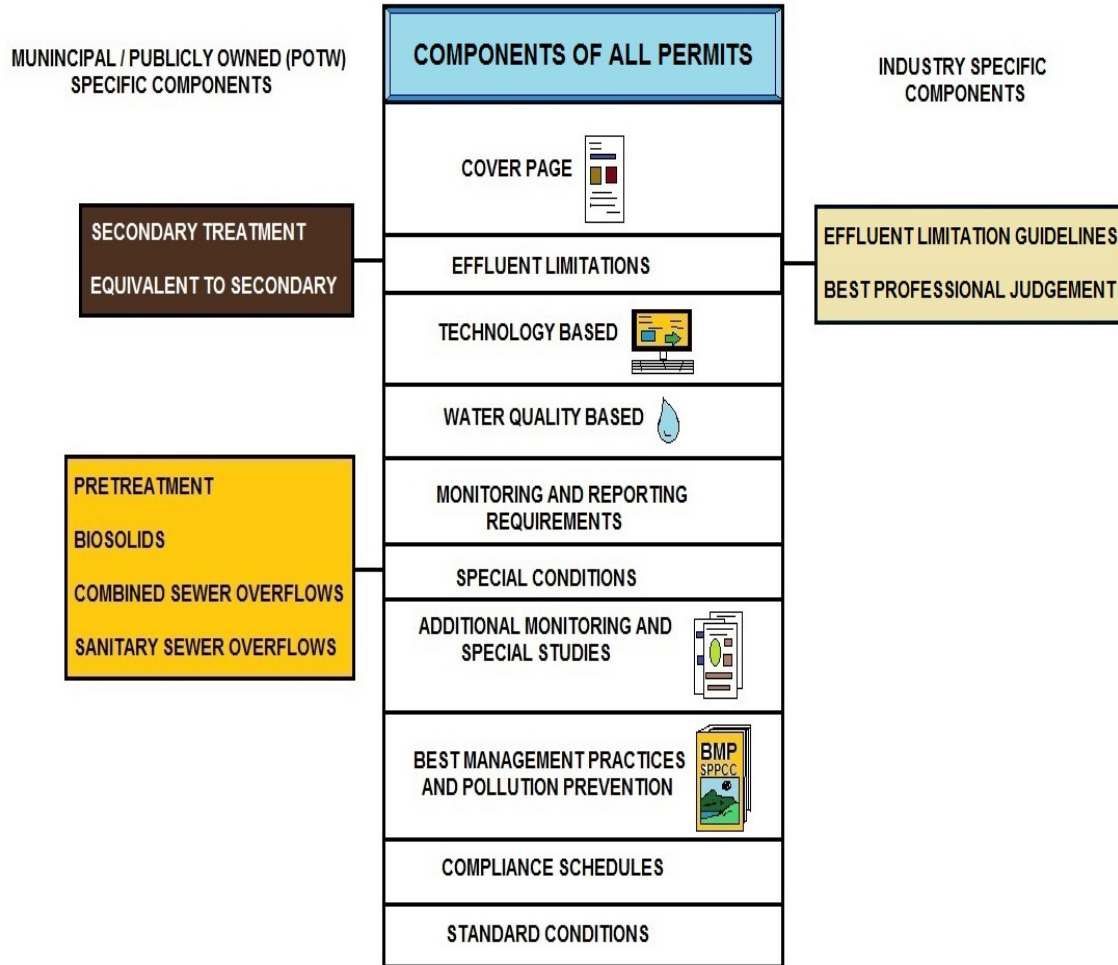 MUNINCIPAL / PUBLICLY OWNED (POTW)
SPECIFIC COMPONENTS
COMPONENTS OF ALL PERMITS
INDUSTRY SPECIFIC
COMPONENTS
COVER PAGE
SECONDARY TREATMENT
EQUIVALENT TO SECONDARY
EFFLUENT LIMITATIONS
EFFLUENT LIMITATION GUIDELINES
BEST PROFESSIONAL JUDGEMENT
TECHNOLOGY BASED
WATER QUALITY BASED
MONITORING AND REPORTING
REQUIREMENTS
PRETREATMENT
BIOSOLIDS
COMBINED SEWER OVERFLOWS
SANITARY SEWER OVERFLOWS
SPECIAL CONDITIONS
ADDITIONAL MONITORING AND
SPECIAL STUDIES
BEST MANAGEMENT PRACTICES
AND POLLUTION PREVENTION
BMP
SPPCC
COMPLIANCE SCHEDULES
STANDARD CONDITIONS